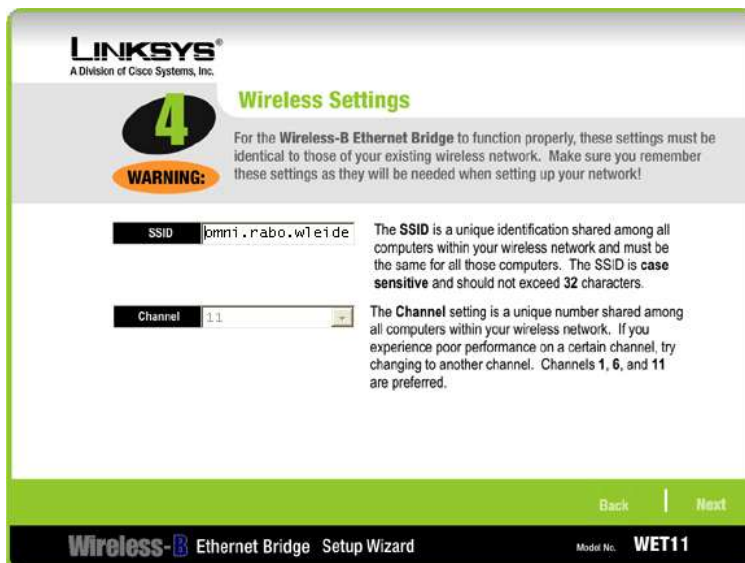 LINKSYS®
A Division of Cisco Systems, Inc.
4
Wireless Settings
WARNING:
For the Wireless-B Ethernet Bridge to function properly, these settings must be
identical to those of your existing wireless network. Make sure you remember
these settings as they will be needed when setting up your network!
SSID
omni.rabo.wleide
The SSID is a unique identification shared among all
computers within your wireless network and must be
the same for all those computers. The SSID is case
sensitive and should not exceed 32 characters.
Channel
11
The Channel setting is a unique number shared among
all computers within your wireless network. If you
experience poor performance on a certain channel, try
changing to another channel. Channels 1, 6, and 11
are preferred.
Back
Next
Wireless-B Ethernet Bridge Setup Wizard
Model No. WET11